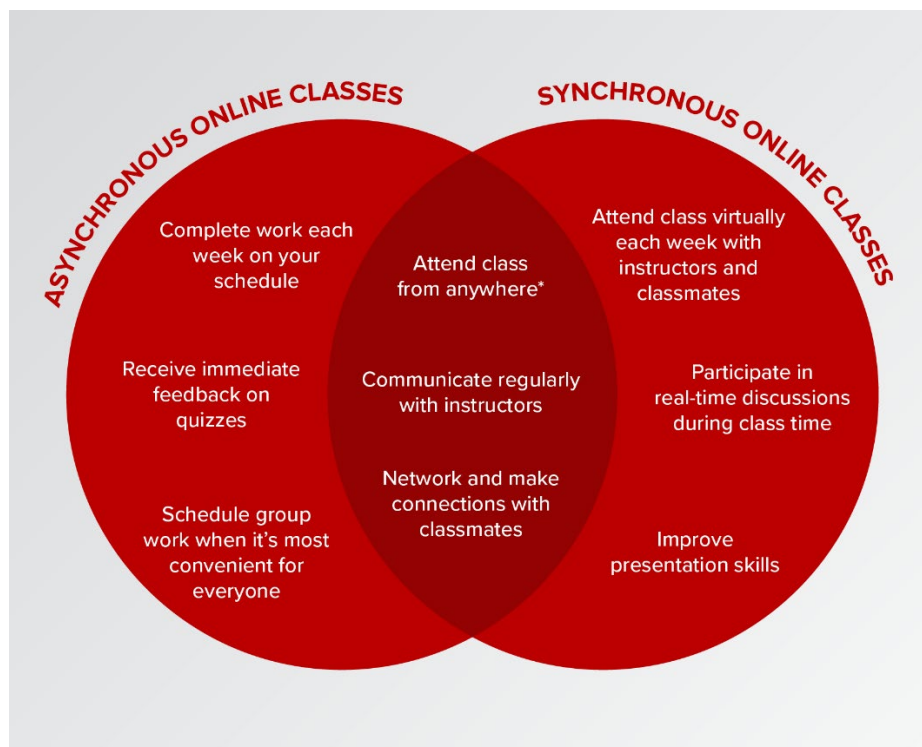 ASYNCHRONOUS ONLINE CLASSES
SYNCHRONOUS ONLINE CLASSES
Complete work each
week on your
schedule
Receive immediate
feedback on
quizzes
Schedule group
work when it's most
convenient for
everyone
Attend class
from anywhere*
Communicate regularly
with instructors
Network and make
connections with
classmates
Attend class virtually
each week with
instructors and
classmates
Participate in
real-time discussions
during class time
Improve
presentation skills